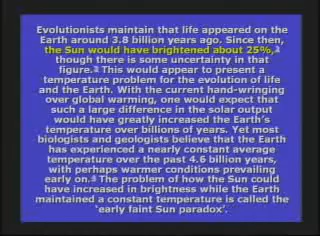 Evolutionists maintain that life appeared on the
Earth around 3.8 billion years ago. Since then,
the Sun would have brightened about 25%,3
though there is some uncertainty in that
figure.3 This would appear to present a
temperature problem for the evolution of life
and the Earth. With the current hand-wringing
over global warming, one would expect that
such a large difference in the solar output
would have greatly increased the Earth's
temperature over billions of years. Yet most
biologists and geologists believe that the Earth
has experienced a nearly constant average
temperature over the past 4.6 billion years,
with perhaps warmer conditions prevailing
early on.4 The problem of how the Sun could
have increased in brightness while the Earth
maintained a constant temperature is called the
'early faint Sun paradox'.